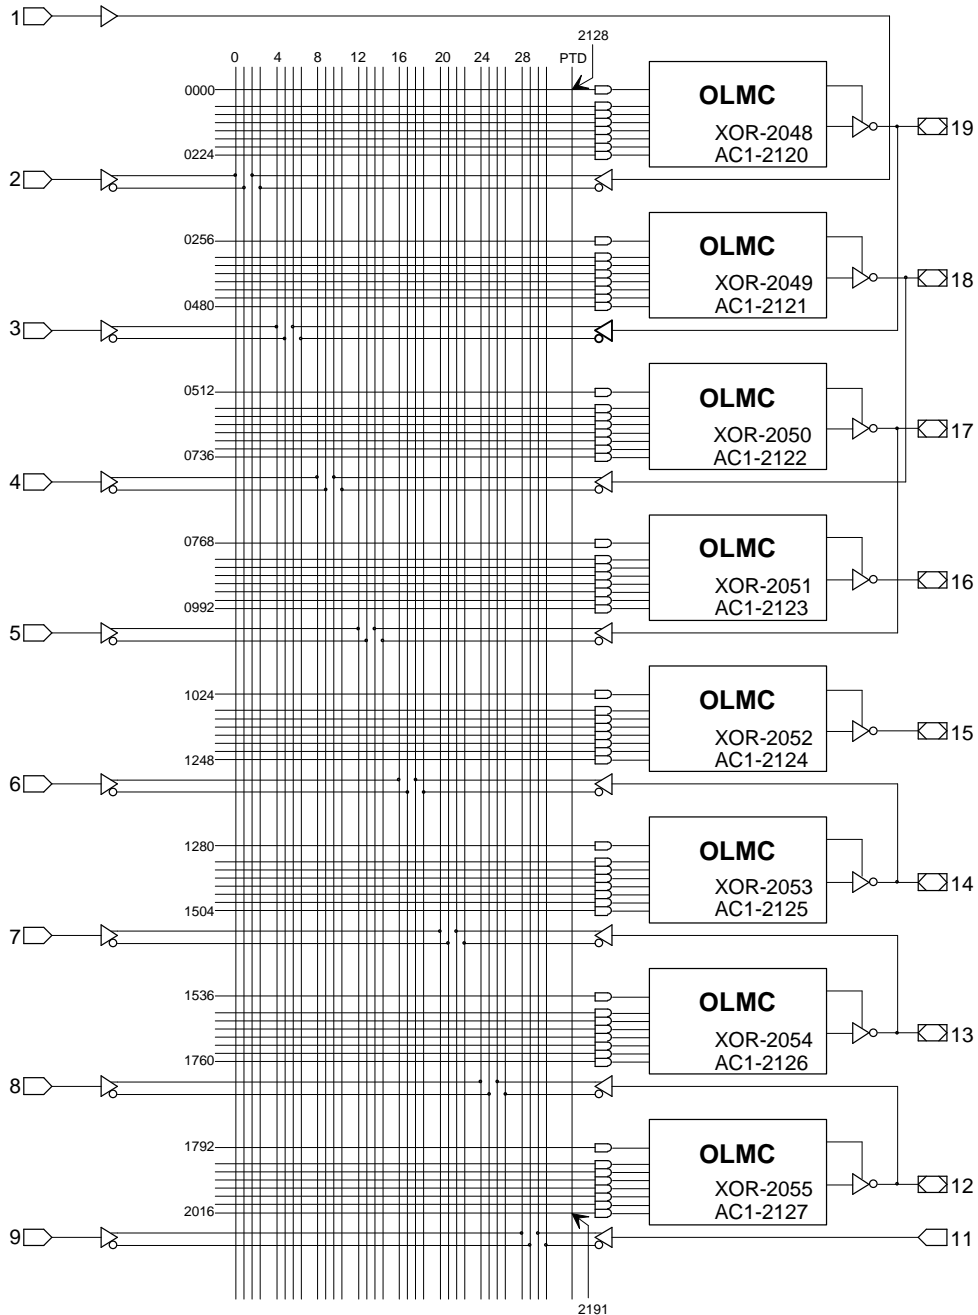 1
2128
0 4 8 12 16 20 24 28 PTD
0000
OLMC
XOR-2048
AC1-2120
19
0224
2
0256
OLMC
XOR-2049
AC1-2121
18
0480
3
0512
OLMC
XOR-2050
AC1-2122
17
0736
4
0768
OLMC
XOR-2051
AC1-2123
16
0992
5
1024
OLMC
XOR-2052
AC1-2124
15
1248
6
1280
OLMC
XOR-2053
AC1-2125
14
1504
7
1536
OLMC
XOR-2054
AC1-2126
13
1760
8
1792
OLMC
XOR-2055
AC1-2127
12
2016
9
11
2191